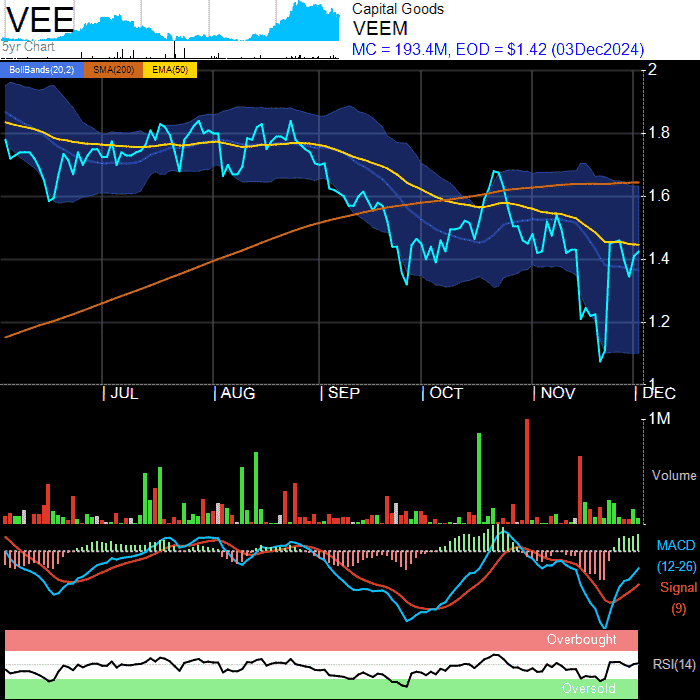 VEE
5yr Chart
Capital Goods
VEEM
MC = 193.4M, EOD = $1.42 (03Dec2024)
BollBands(20,2) SMA(200) EMA(50)
2
1.8
1.6
1.4
1.2
1
JUL AUG SEP OCT NOV DEC
1M
Volume
MACD
(12-26)
Signal
(9)
Overbought
RSI(14)
Oversold